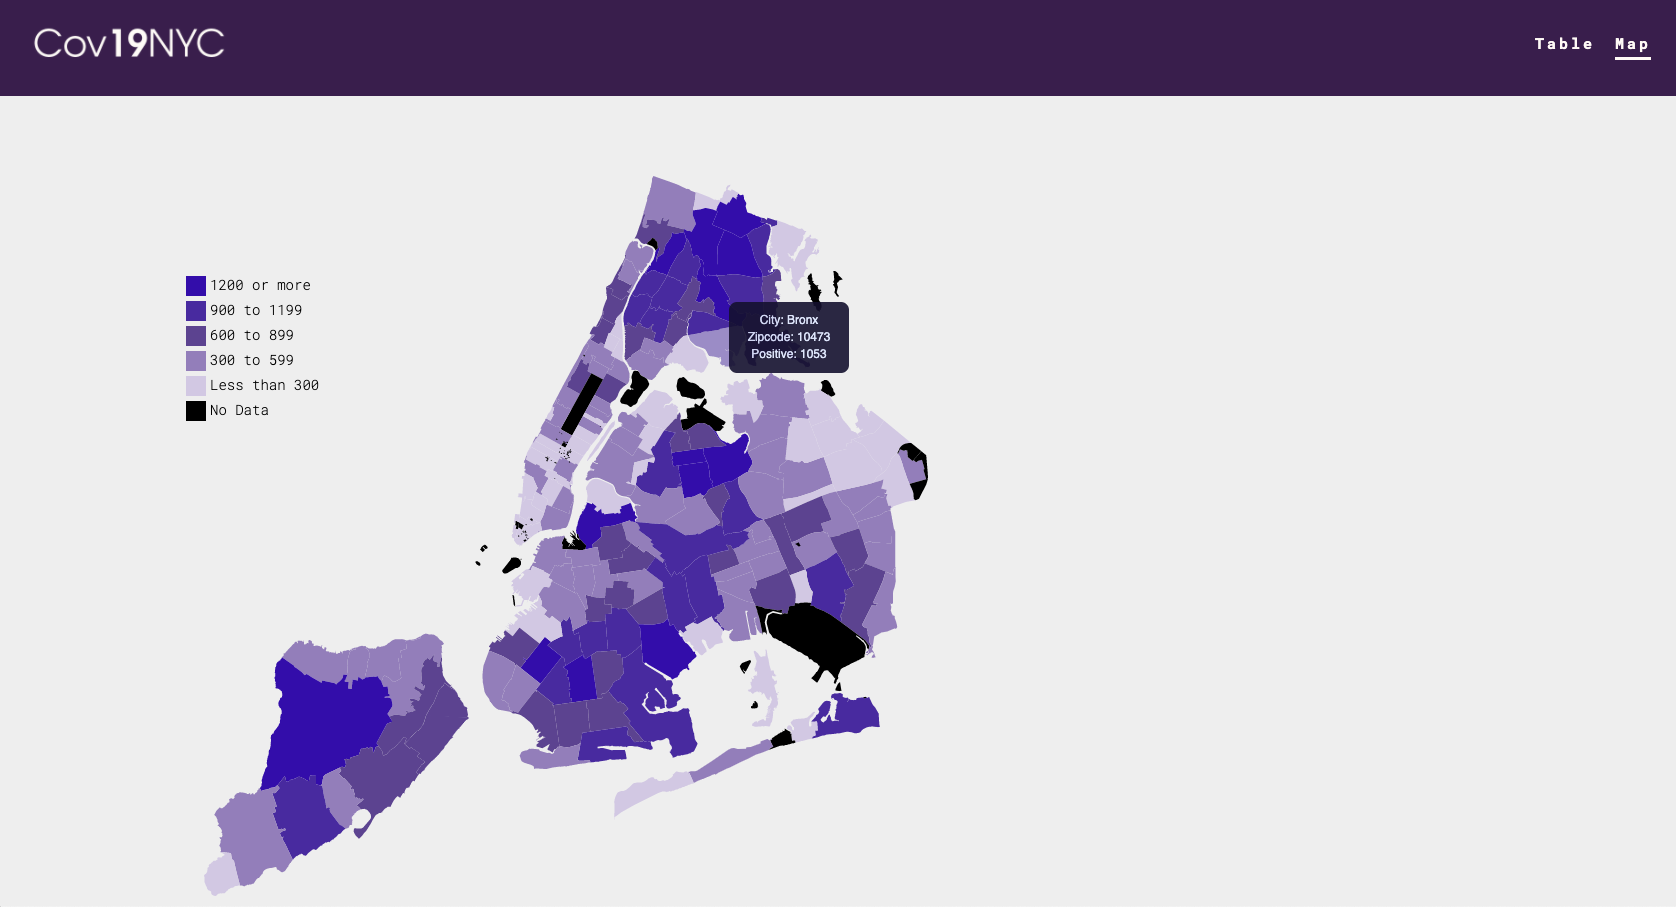 Cov19NYC
Table Map
1200 or more
900 to 1199
600 to 899
300 to 599
Less than 300
No Data
City: Bronx
Zipcode: 10473
Positive: 1053